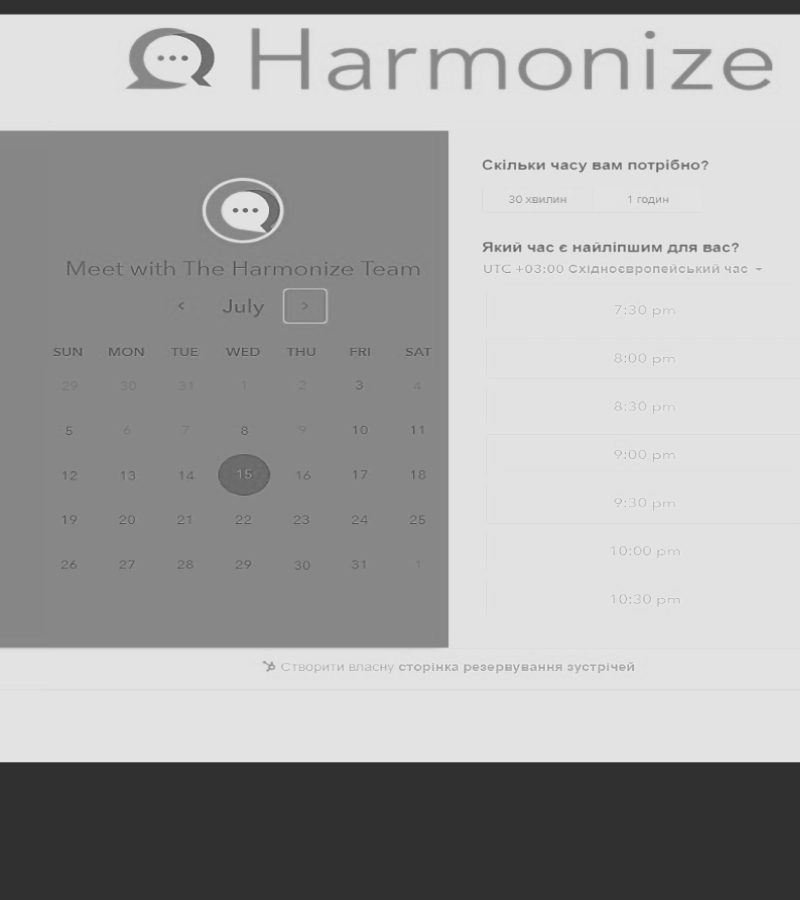 Harmonize
Meet with The Harmonize Team
July
SUN MON TUE WED THU FRI SAT
29 30 31 1 2 3 4
5 6 7 8 9 10 11
12 13 14 15 16 17 18
19 20 21 22 23 24 25
26 27 28 29 30 31 1
Скільки часу вам потрібно?
30 хвилин 1 годин
Який час є найліпшим для вас?
UTC +03:00 Східноєвропейський час
7:30 pm
8:00 pm
8:30 pm
9:00 pm
9:30 pm
10:00 pm
10:30 pm
Створити власну сторінка резервування зустрічей